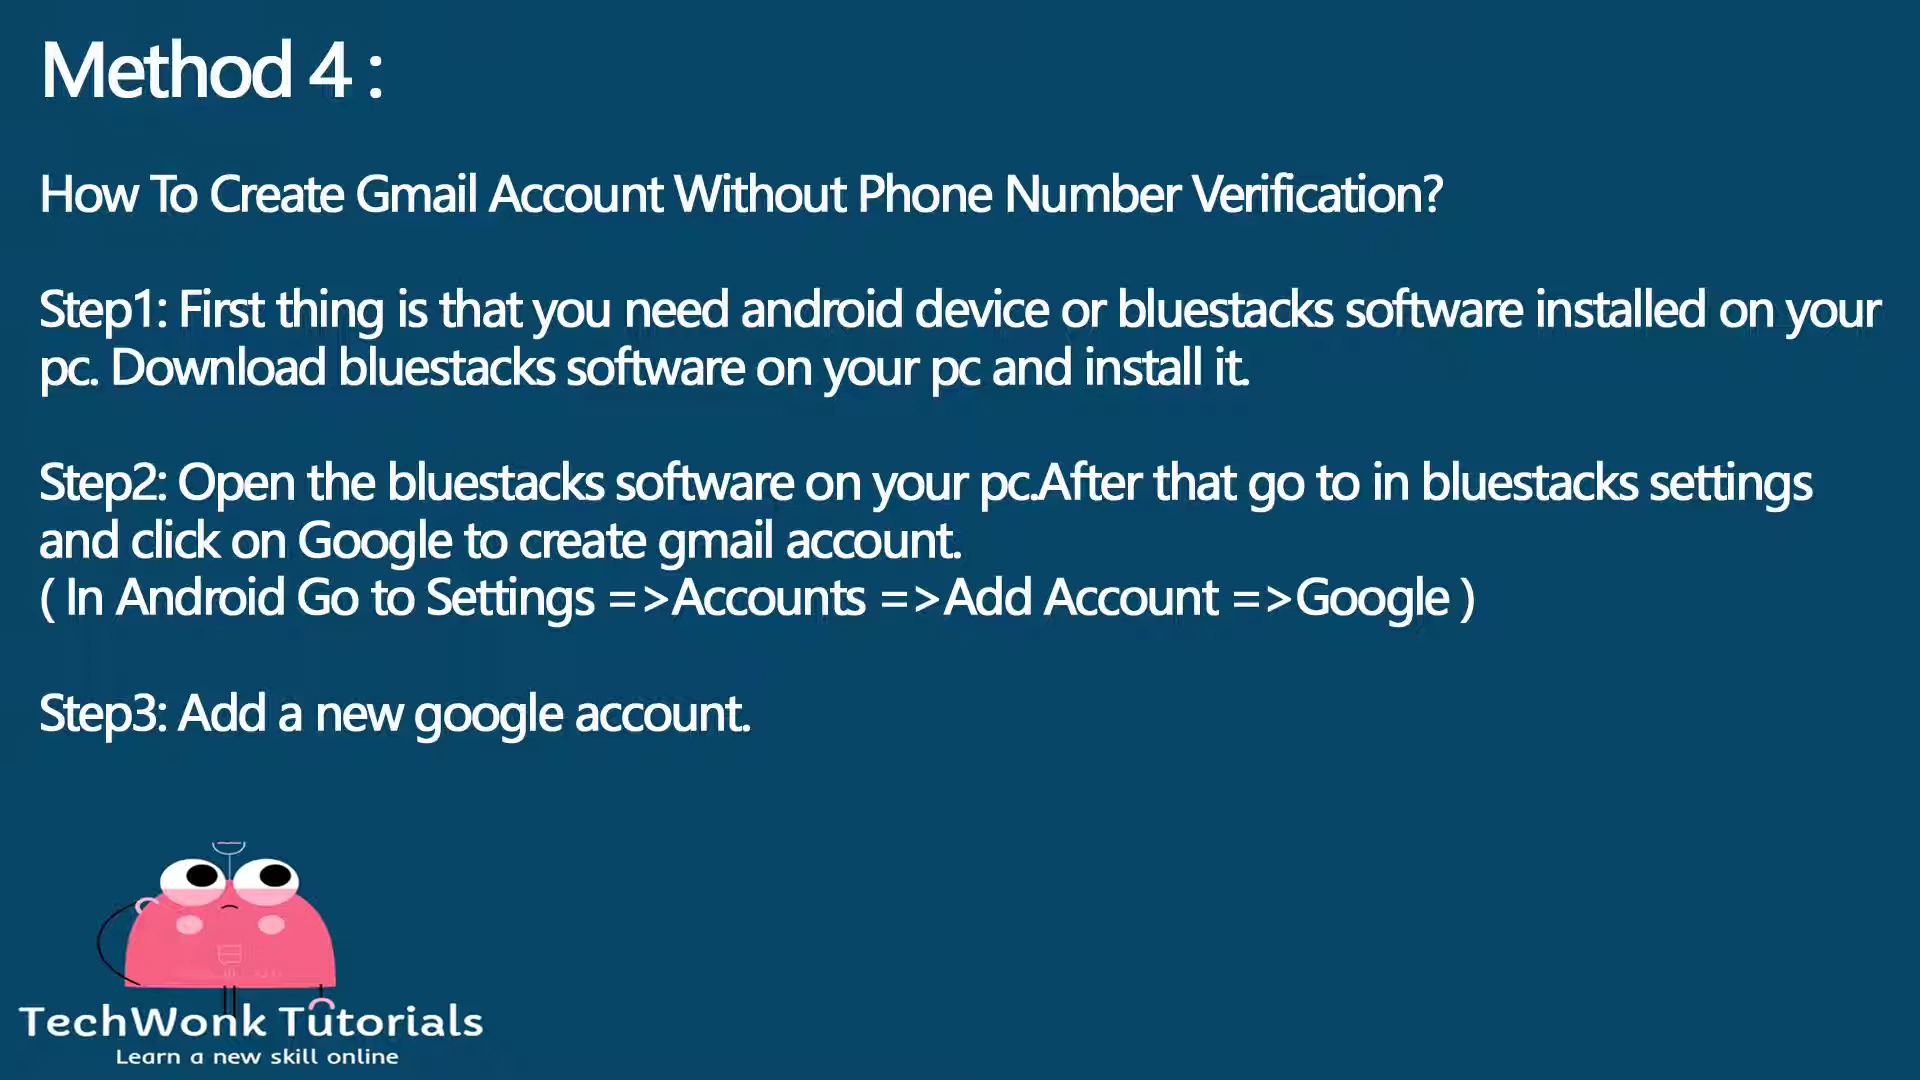 Method 4 :
How To Create Gmail Account Without Phone Number Verification?
Step1: First thing is that you need android device or bluestacks software installed on your
pc. Download bluestacks software on your pc and install it.
Step2: Open the bluestacks software on your pc.After that go to in bluestacks settings
and click on Google to create gmail account.
( In Android Go to Settings =>Accounts =>Add Account =>Google )
Step3: Add a new google account.
TechWonk Tutorials
Learn a new skill online